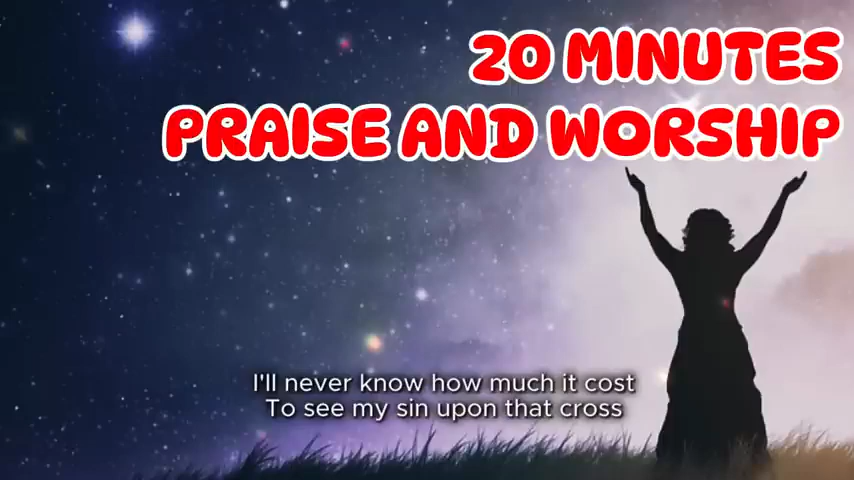 20 MINUTES
PRAISE AND WORSHIP
I'll never know how much it cost
To see my sin upon that cross